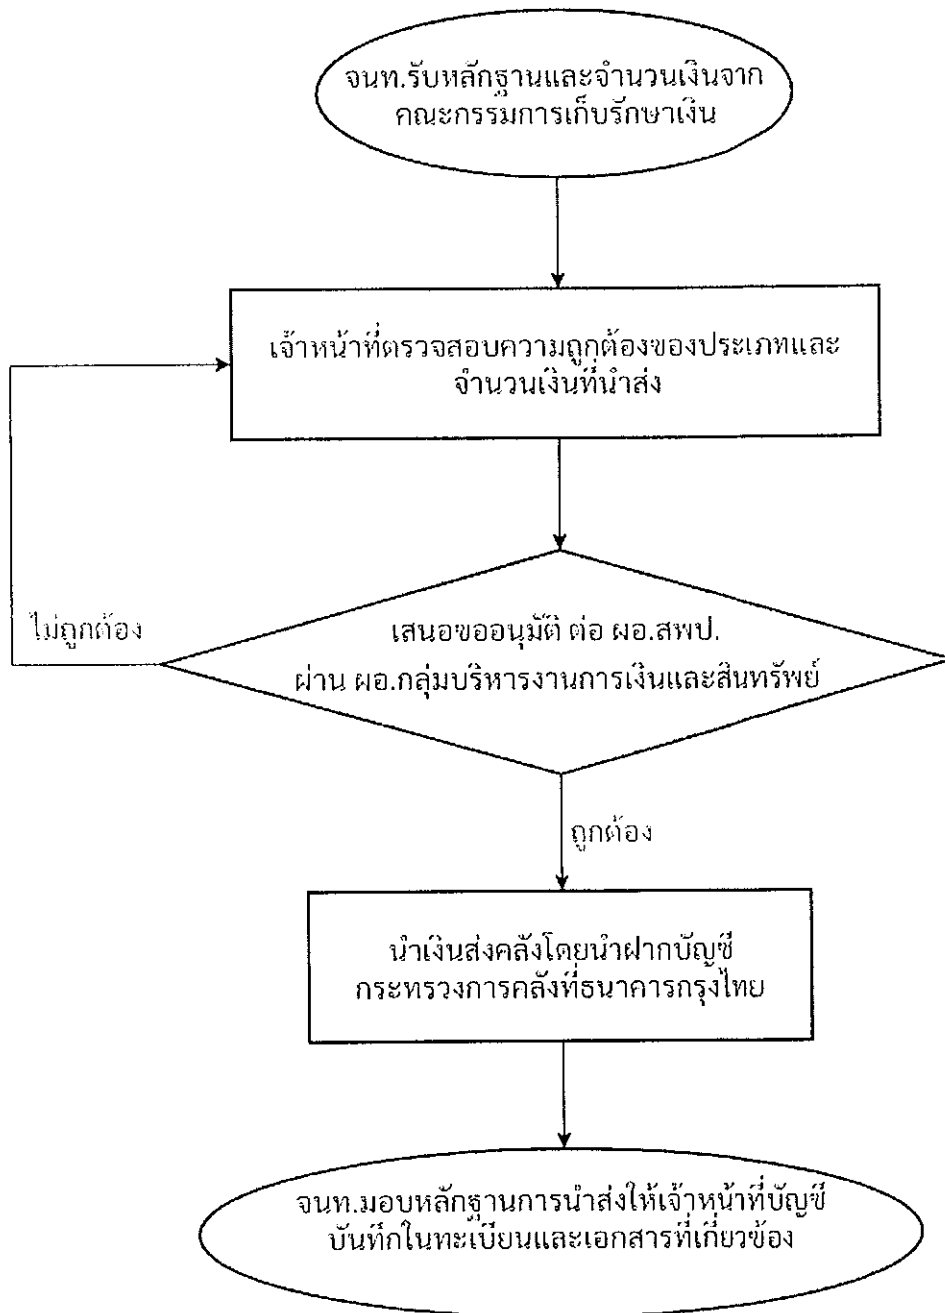 จนท.รับหลักฐานและจำนวนเงินจาก
คณะกรรมการเก็บรักษาเงิน
เจ้าหน้าที่ตรวจสอบความถูกต้องของประเภทและ
จำนวนเงินที่นำส่ง
ไม่ถูกต้อง
เสนอขออนุมัติ ต่อ ผอ.สพป.
ผ่าน ผอ.กลุ่มบริหารงานการเงินและสินทรัพย์
ถูกต้อง
นำเงินส่งคลังโดยนำฝากบัญชี
กระทรวงการคลังที่ธนาคารกรุงไทย
จนท.มอบหลักฐานการนำส่งให้เจ้าหน้าที่บัญชี
บันทึกในทะเบียนและเอกสารที่เกี่ยวข้อง